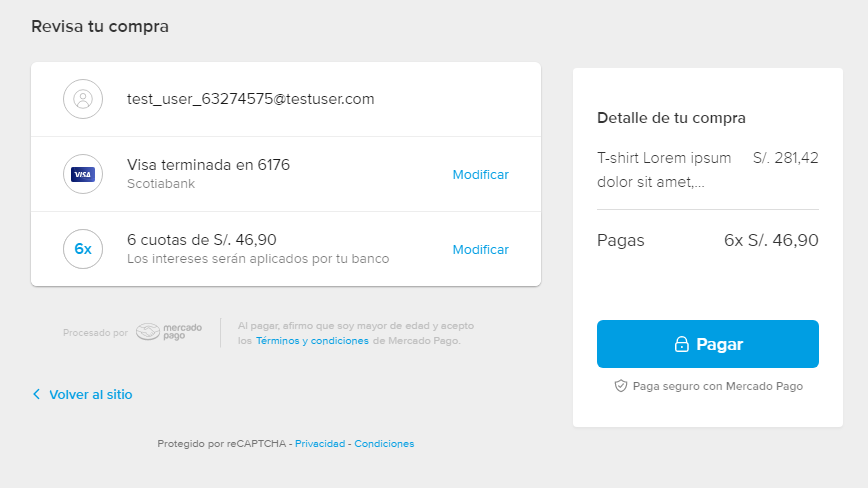 Revisa tu compra
test_user_63274575@testuser.com
VISA
Visa terminada en 6176
Scotiabank
Modificar
6x
6 cuotas de S/. 46,90
Los intereses serán aplicados por tu banco
Modificar
Procesado por
mercado
pago
Al pagar, afirmo que soy mayor de edad y acepto
los Términos y condiciones de Mercado Pago.
Volver al sitio
Protegido por reCAPTCHA - Privacidad - Condiciones
Detalle de tu compra
T-shirt Lorem ipsum S/. 281,42
dolor sit amet,...
Pagas 6x S/. 46,90
Pagar
Paga seguro con Mercado Pago